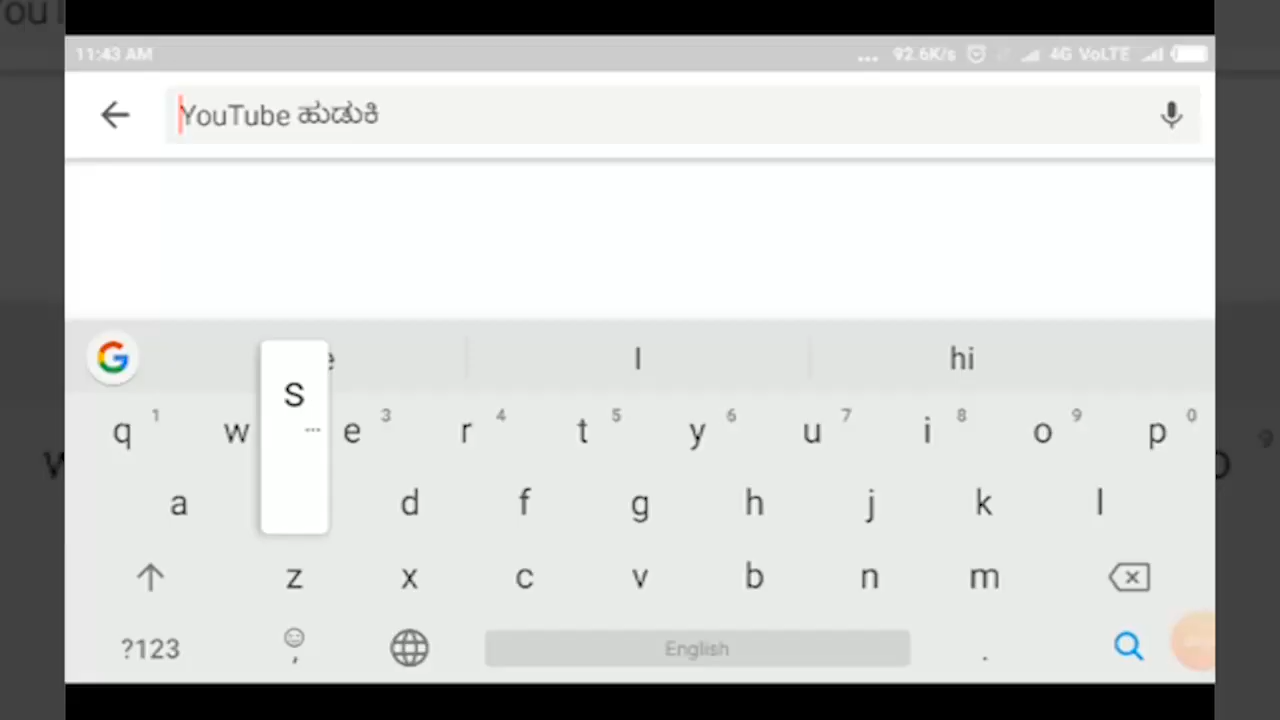 11:43 AM ... 92.6K/s 4G VoLTE
YouTube ಹುಡುಕಿ
I hi
S
q 1 w e 3 r 4 t 5 y 6 u 7 i 8 o 9 p 0
a d f g h j k l
z x c v b n m
?123 , English .